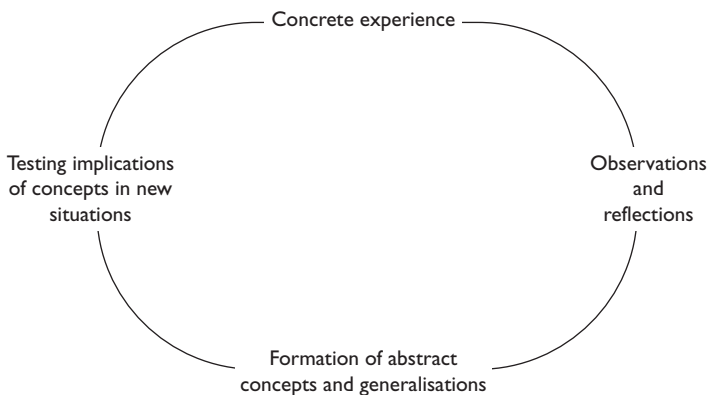 Concrete experience
Testing implications
of concepts in new
situations
Observations
and
reflections
Formation of abstract
concepts and generalisations